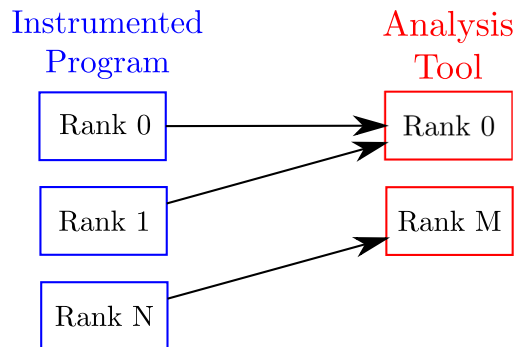 Instrumented
Program
Analysis
Tool
Rank 0
Rank 0
Rank 1
Rank M
Rank N